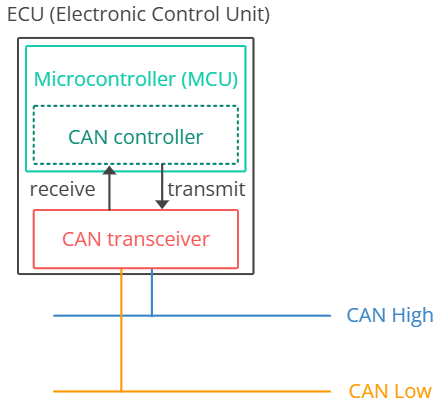 ECU (Electronic Control Unit)
Microcontroller (MCU)
CAN controller
receive
transmit
CAN transceiver
CAN High
CAN Low